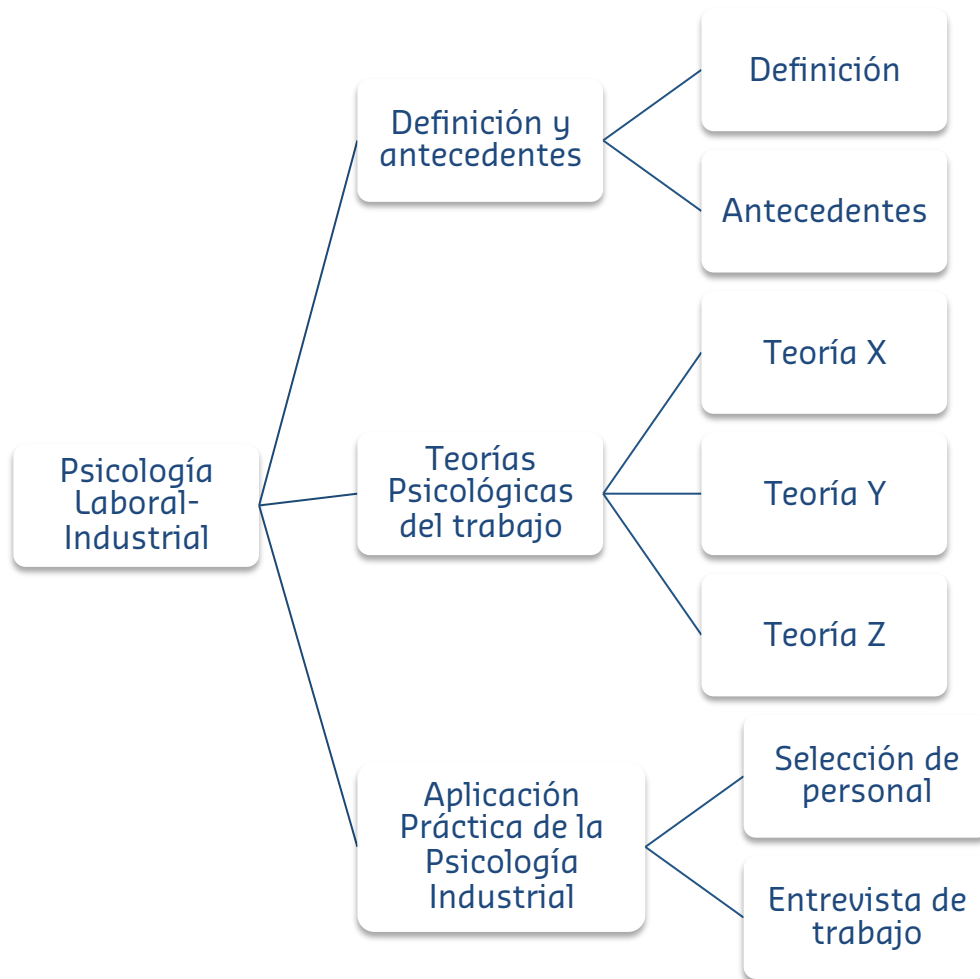 Psicología
Laboral-
Industrial
Definición y
antecedentes
Definición
Antecedentes
Teorías
Psicológicas
del trabajo
Teoría X
Teoría Y
Teoría Z
Aplicación
Práctica de la
Psicología
Industrial
Selección de
personal
Entrevista de
trabajo